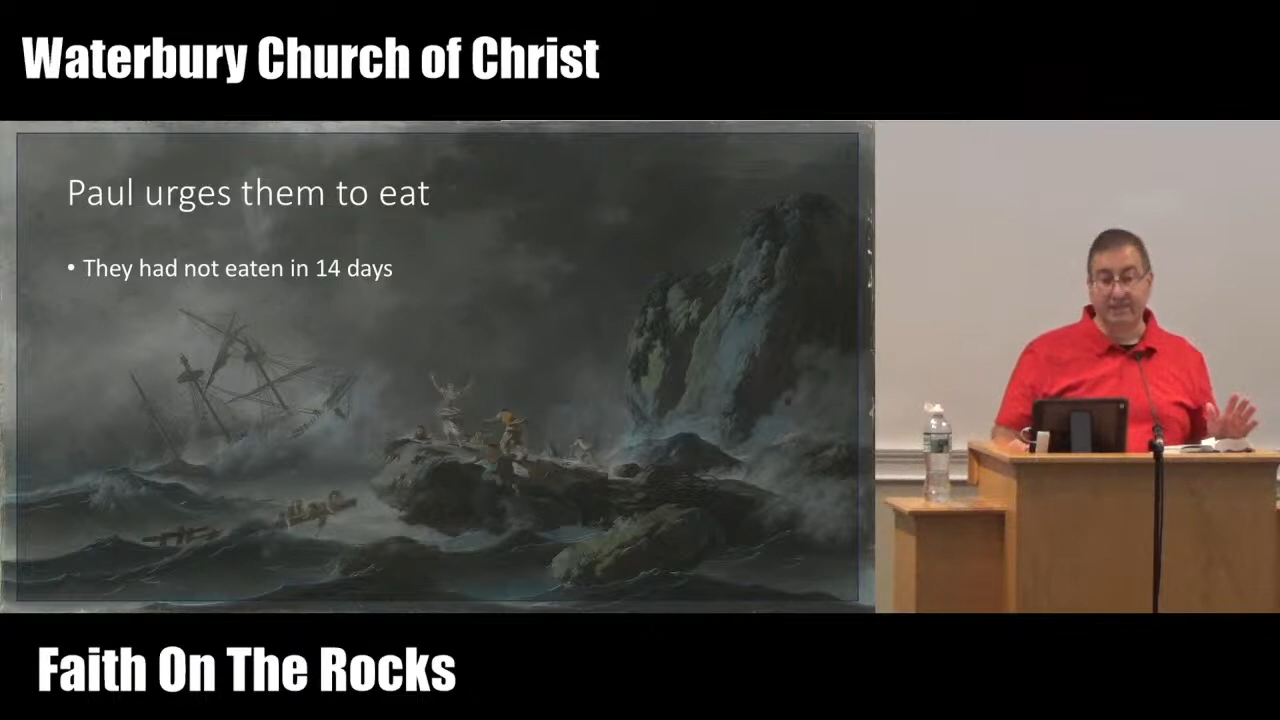 Waterbury Church of Christ
Paul urges them to eat
• They had not eaten in 14 days
Faith On The Rocks